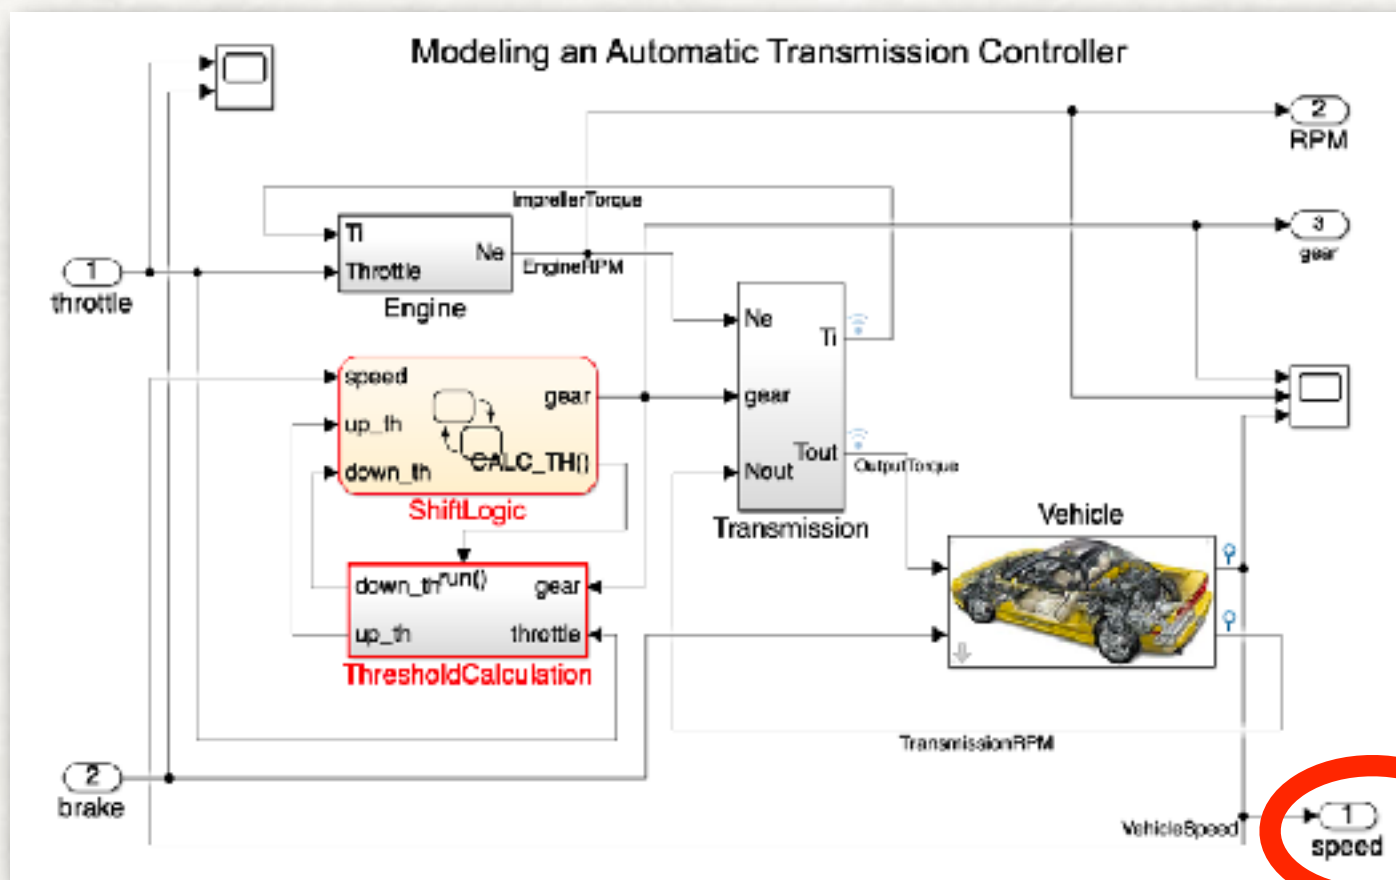 Modeling an Automatic Transmission Controller
2
RPM
ImprellerTorque
Ti
Ne
Throttle
EngineRPM
Engine
1
throttle
3
gear
Ne
Ti
gear
Tout
Nout
OutputTorque
Transmission
speed
gear
up_th
CALC_TH()
down_th
ShiftLogic
Vehicle
down_th
run()
gear
up_th
throttle
ThresholdCalculation
TransmissionRPM
2
brake
VehicleSpeed
1
speed